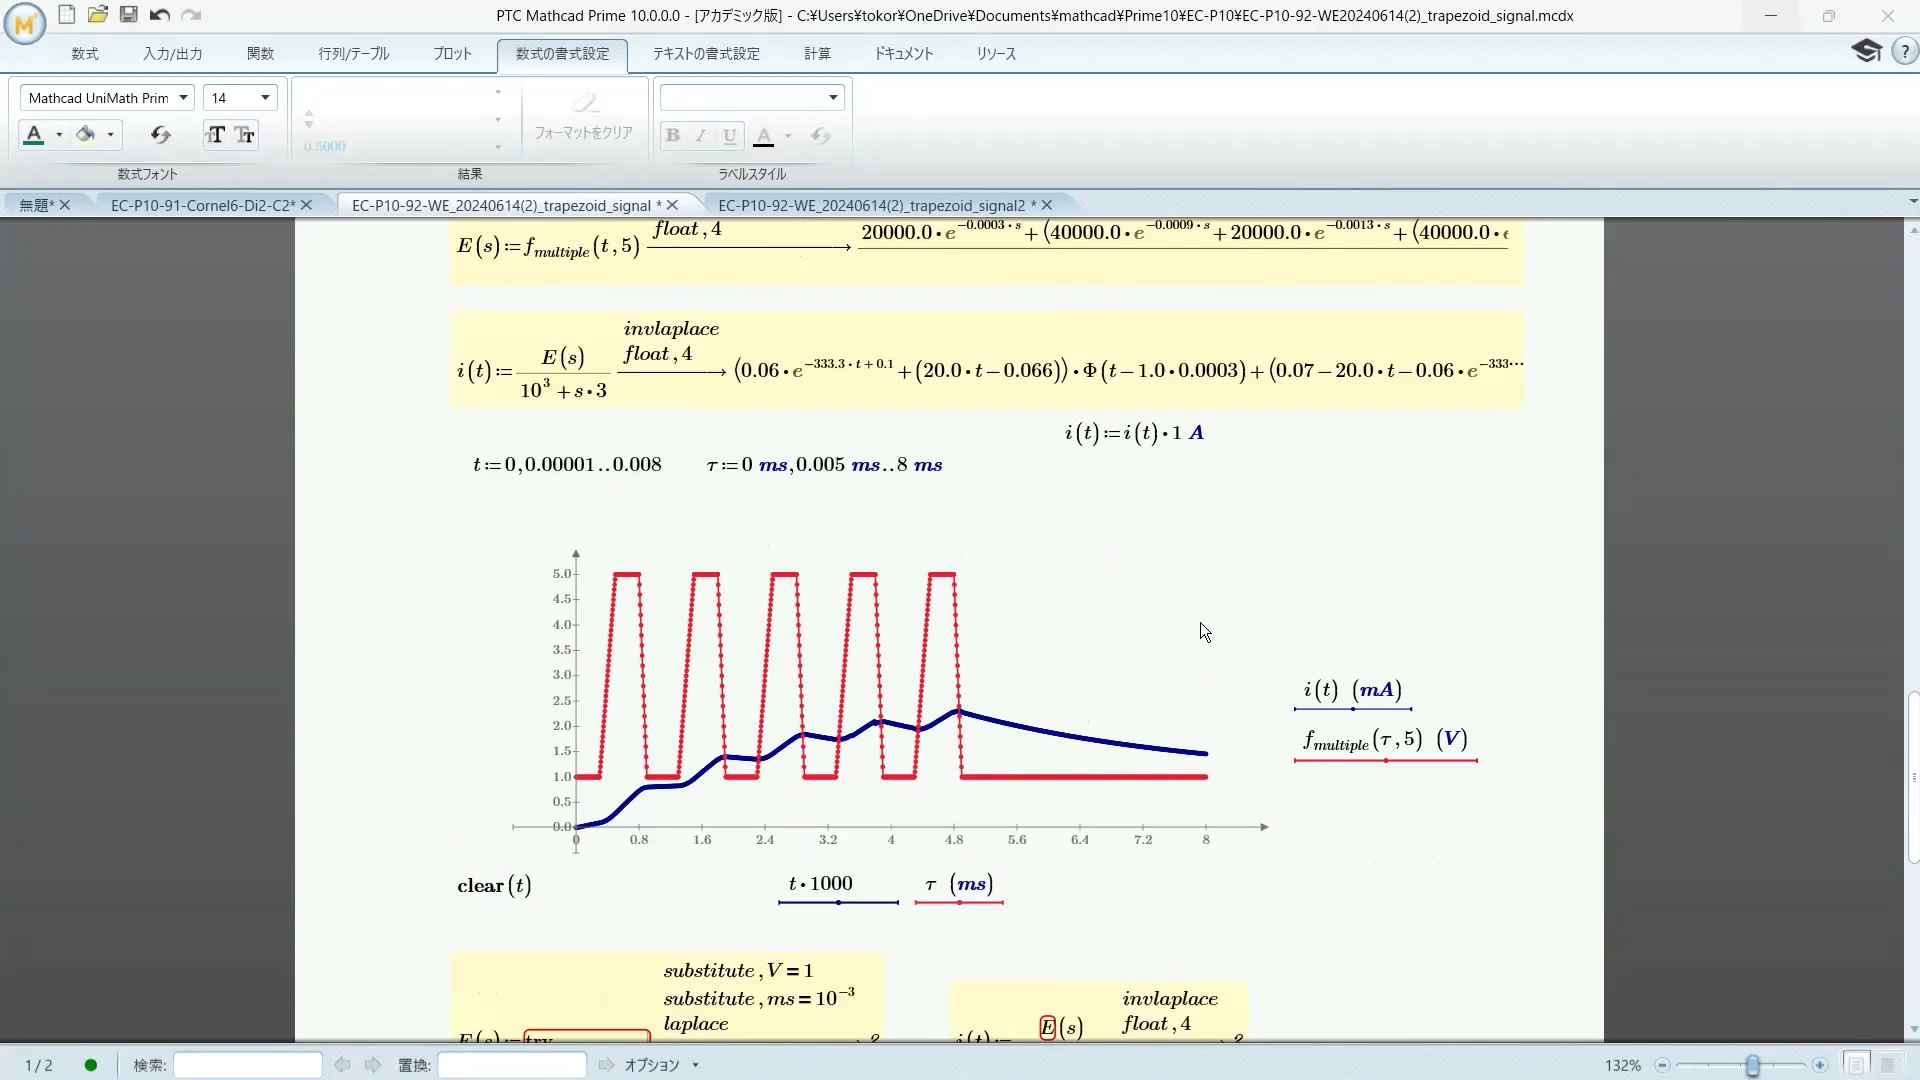 PTC Mathcad Prime 10.0.0.0 - [アカデミック版] - C:¥Users¥tokor¥OneDrive¥Documents¥mathcad¥Prime10¥EC-P10¥EC-P10-92-WE20240614(2)_trapezoid_signal.mcdx
数式 入力/出力 関数 行列/テーブル プロット 数式の書式設定 テキストの書式設定 計算 ドキュメント リソース
Mathcad UniMath Prim 14
フォーマットをクリア
0.5000
数式フォント 結果 ラベルスタイル
無題* EC-P10-91-Cornel6-Di2-C2* EC-P10-92-WE_20240614(2)_trapezoid_signal * EC-P10-92-WE_20240614(2)_trapezoid_signal2 *
float,4
E(s):=f_multiple(t,5) → 20000.0•e^(-0.0003•s)+(40000.0•e^(-0.0009•s)+20000.0•e^(-0.0013•s)+(40000.0•e
invlaplace
float,4
i(t):=E(s)/(10^3+s•3) → (0.06•e^(-333.3•t+0.1)+(20.0•t-0.066))•Φ(t-1.0•0.0003)+(0.07-20.0•t-0.06•e^(-333···
i(t):=i(t)•1 A
t:=0,0.00001..0.008 τ:=0 ms,0.005 ms..8 ms
5.0
4.5
4.0
3.5
3.0
2.5
2.0
1.5
1.0
0.5
0.0
0 0.8 1.6 2.4 3.2 4 4.8 5.6 6.4 7.2 8
i(t) (mA)
f_multiple(τ,5) (V)
clear(t) t•1000 τ (ms)
substitute,V=1
substitute,ms=10^-3
laplace
E(s):=try → ?
invlaplace
float,4
i(t):= E(s) → ?
1 / 2 検索: 置換: オプション 132%